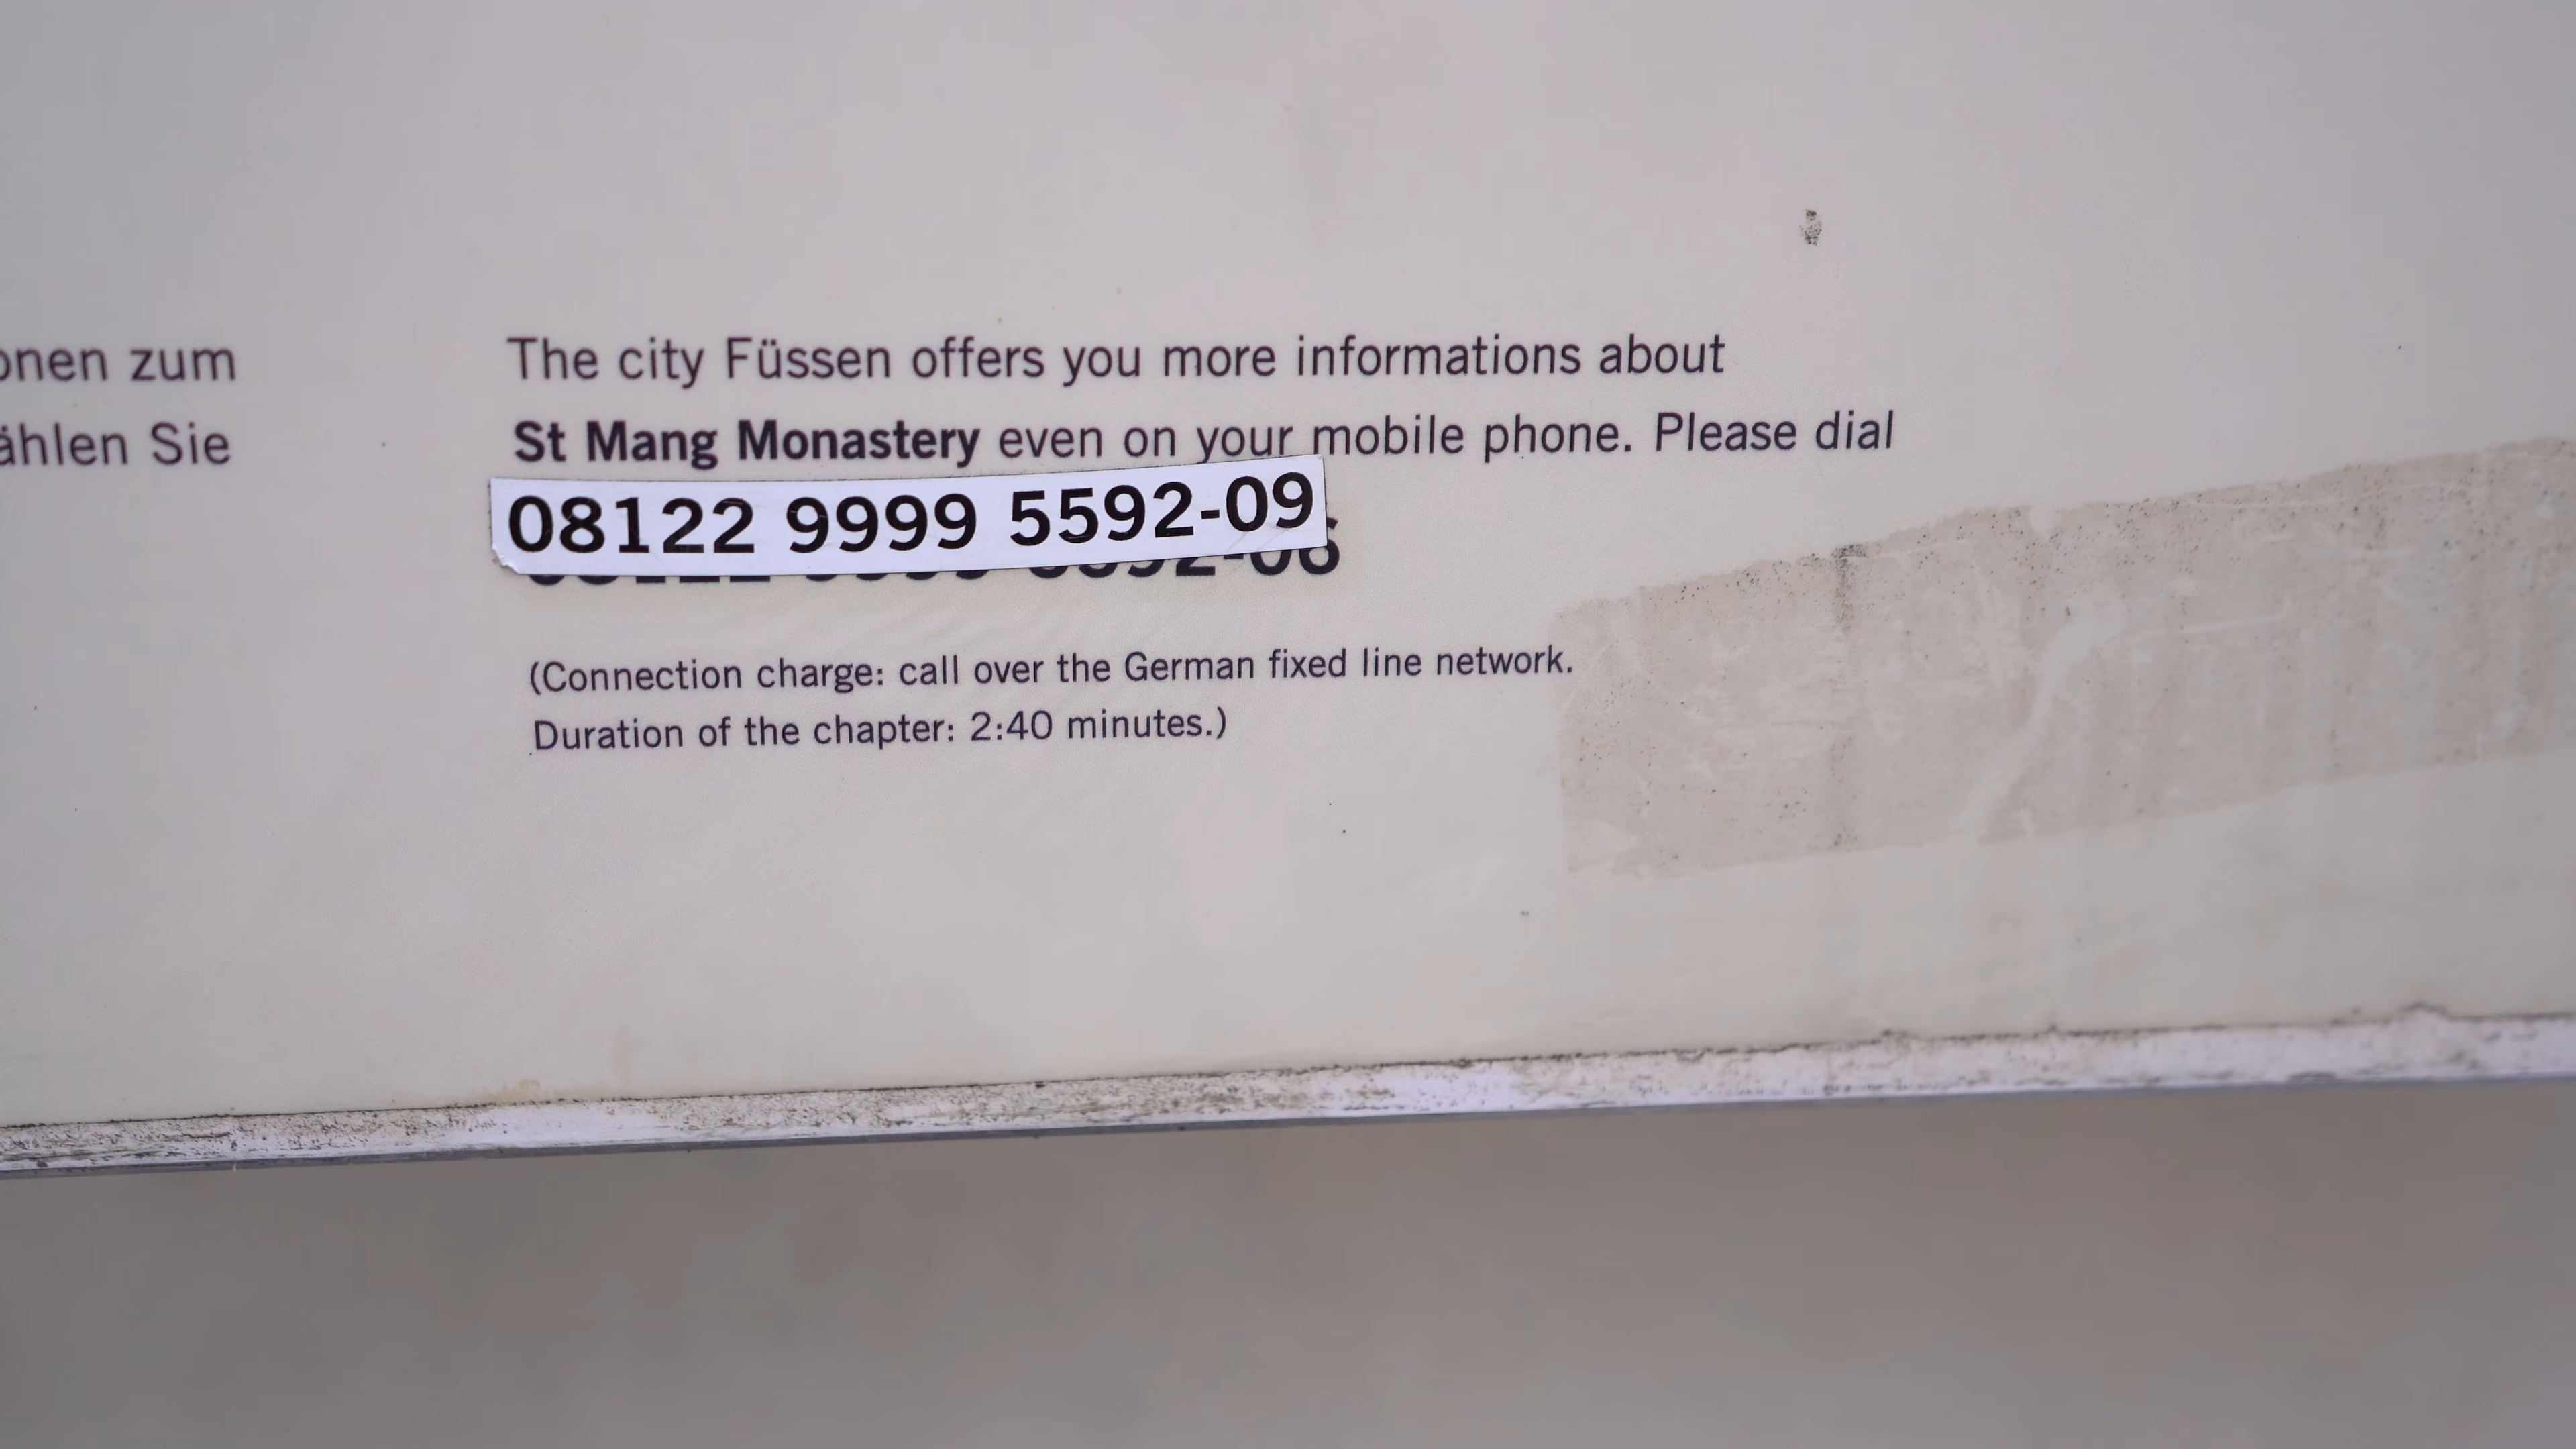 onen zum
ählen Sie
The city Füssen offers you more informations about
St Mang Monastery even on your mobile phone. Please dial
08122 9999 5592-09
(Connection charge: call over the German fixed line network.
Duration of the chapter: 2:40 minutes.)